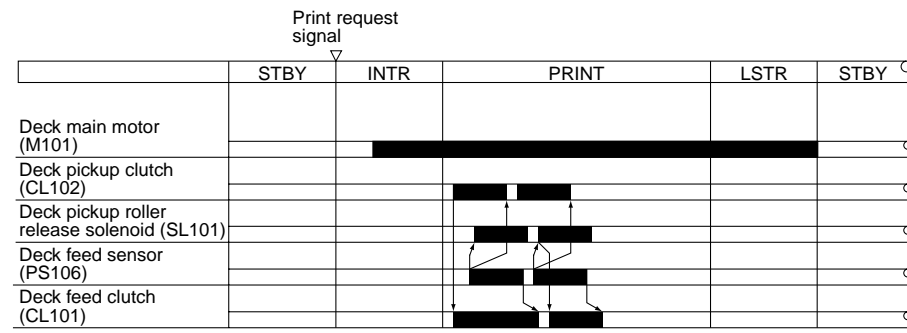 Print request
signal
STBY INTR PRINT LSTR STBY
Deck main motor
(M101)
Deck pickup clutch
(CL102)
Deck pickup roller
release solenoid (SL101)
Deck feed sensor
(PS106)
Deck feed clutch
(CL101)